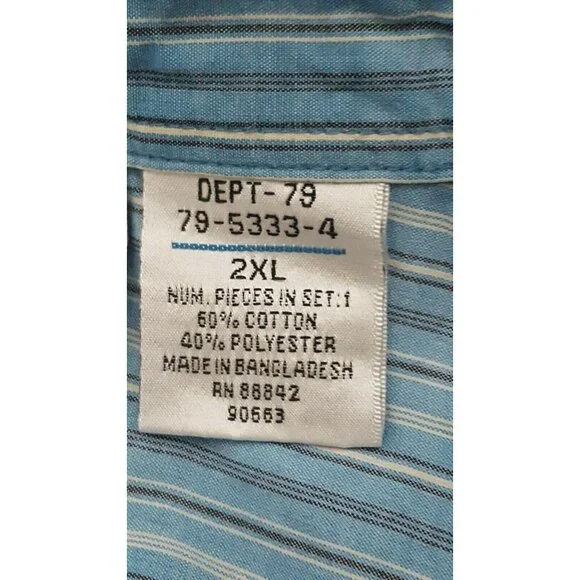 DEPT-79
79-5333-4
2XL
NUM. PIECES IN SET:1
60% COTTON
40% POLYESTER
MADE IN BANGLADESH
RN 88842
90663